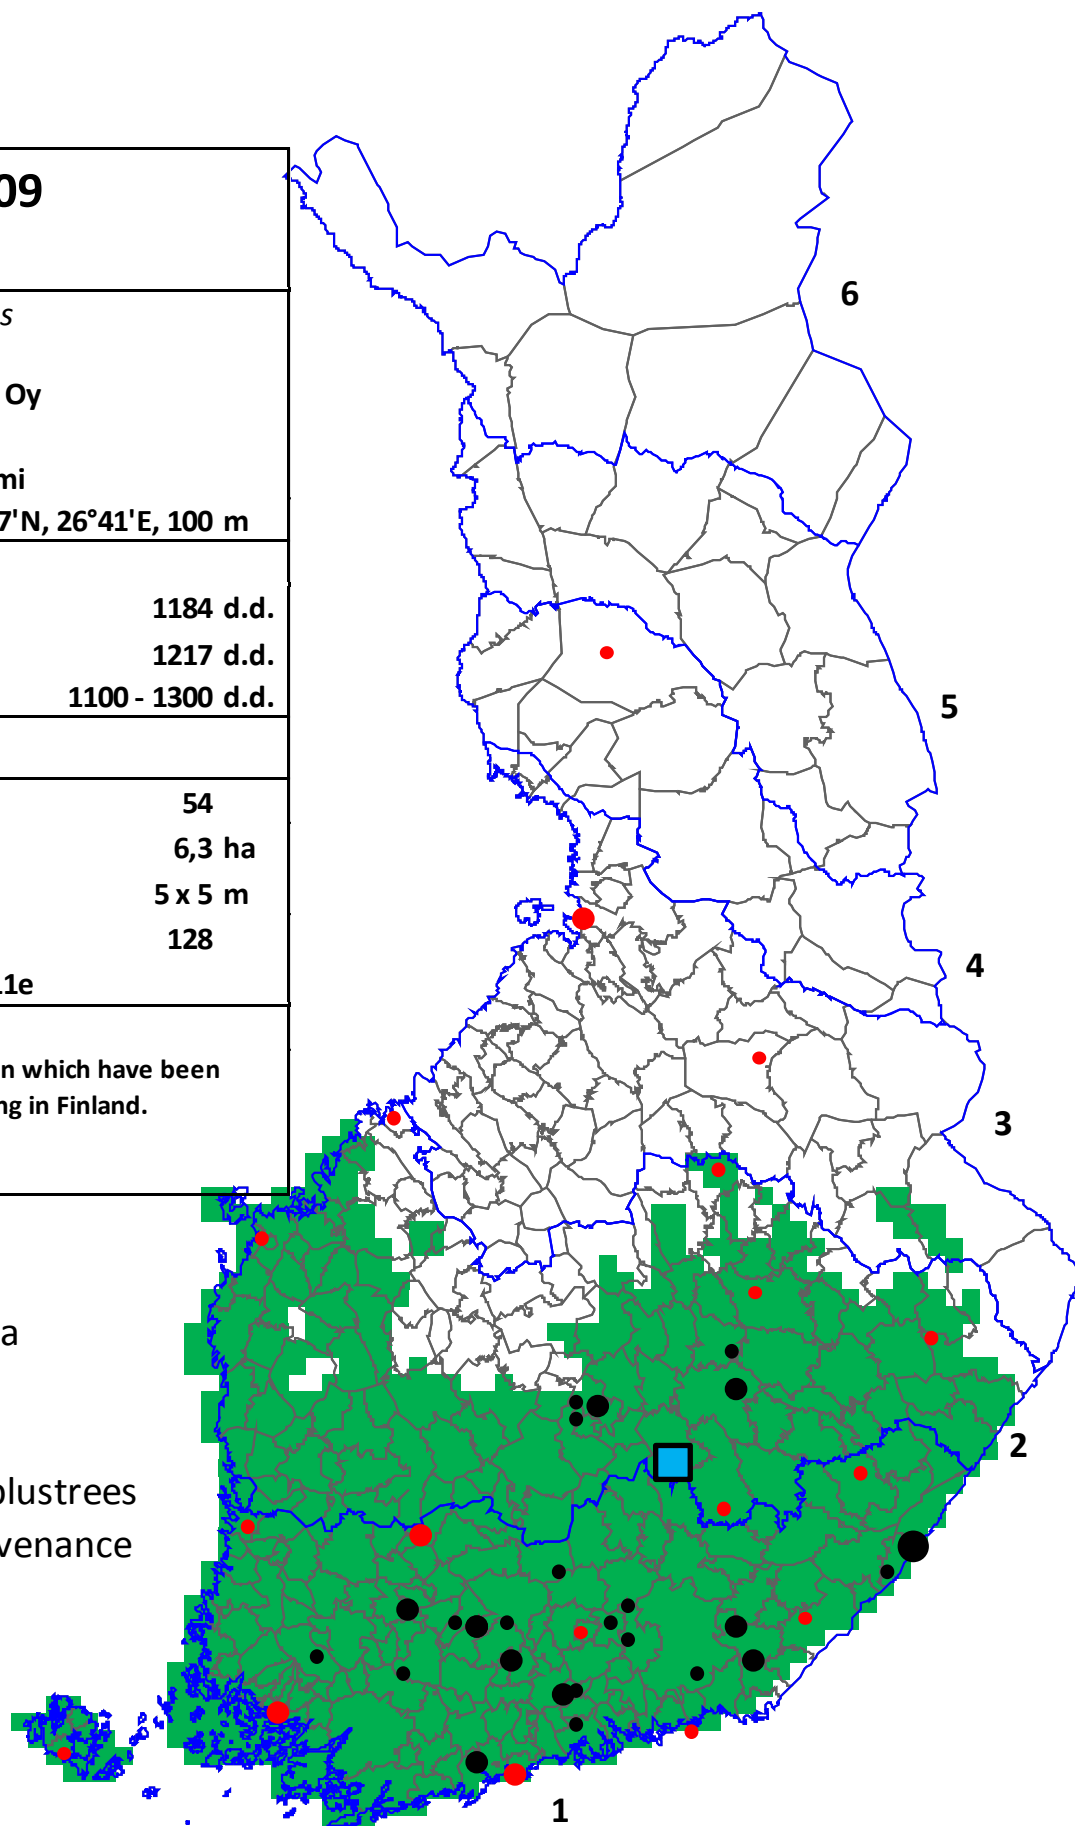 09
s
Oy
mi
7'N, 26°41'E, 100 m
1184 d.d.
1217 d.d.
1100 - 1300 d.d.
54
6,3 ha
5 x 5 m
128
1e
n which have been
ng in Finland.
a
plustrees
venance
6
5
4
3
2
1